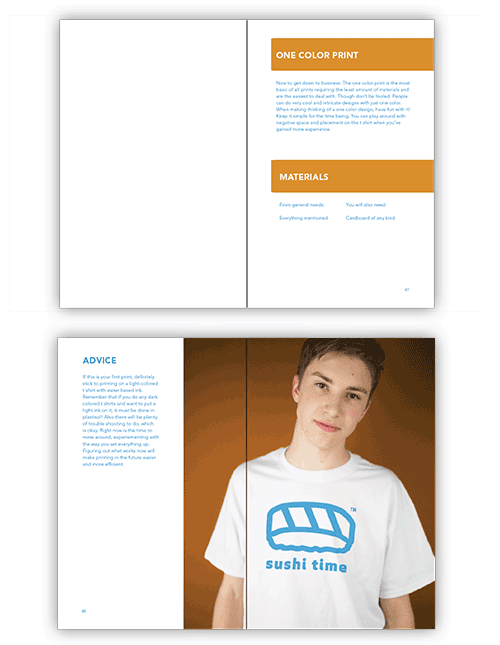 ONE COLOR PRINT
Now to get down to business. The one color print is the most
basic of all prints requiring the least amount of materials and
are the easiest to deal with. Though don't be fooled. People
can do very cool and intricate designs with just one color.
When making thinking of a one color design, have fun with it!
Keep it simple for the time being. You can play around with
negative space and placement on the t shirt when you've
gained more experience.
MATERIALS
From general needs: You will also need:
Everything mentioned Cardboard of any kind
47
ADVICE
If this is your first print, definitely
stick to printing on a light-colored
t shirt with water based ink.
Remember that if you do any dark
colored t shirts and want to put a
light ink on it, it must be done in
plastisol! Also there will be plenty
of trouble shooting to do, which
is okay. Right now is the time to
mess around, experimenting with
the way you set everything up.
Figuring out what works now will
make printing in the future easier
and more efficient.
TM
sushi time